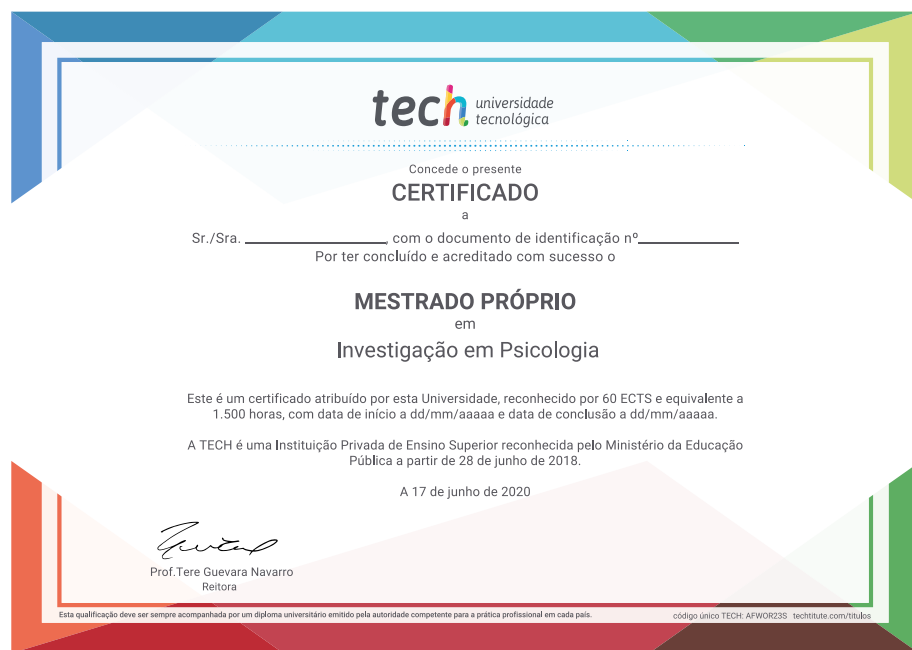 tech universidade
tecnológica
Concede o presente
CERTIFICADO
a
Sr./Sra. ________________, com o documento de identificação nº____________
Por ter concluído e acreditado com sucesso o
MESTRADO PRÓPRIO
em
Investigação em Psicologia
Este é um certificado atribuído por esta Universidade, reconhecido por 60 ECTS e equivalente a
1.500 horas, com data de início a dd/mm/aaaaa e data de conclusão a dd/mm/aaaaa.
A TECH é uma Instituição Privada de Ensino Superior reconhecida pelo Ministério da Educação
Pública a partir de 28 de junho de 2018.
A 17 de junho de 2020
Prof.Tere Guevara Navarro
Reitora
Esta qualificação deve ser sempre acompanhada por um diploma universitário emitido pela autoridade competente para a prática profissional em cada país.
código único TECH: AFWOR23S techtitute.com/titulos